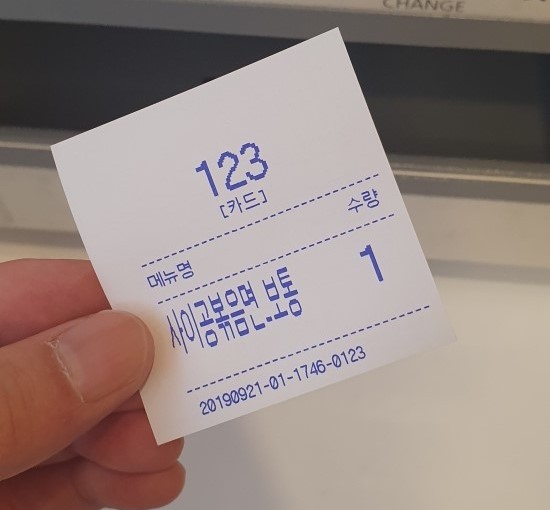 CHANGE
123
[카드]
메뉴명 수량
사이공볶음면.보통 1
20190921-01-1746-0123